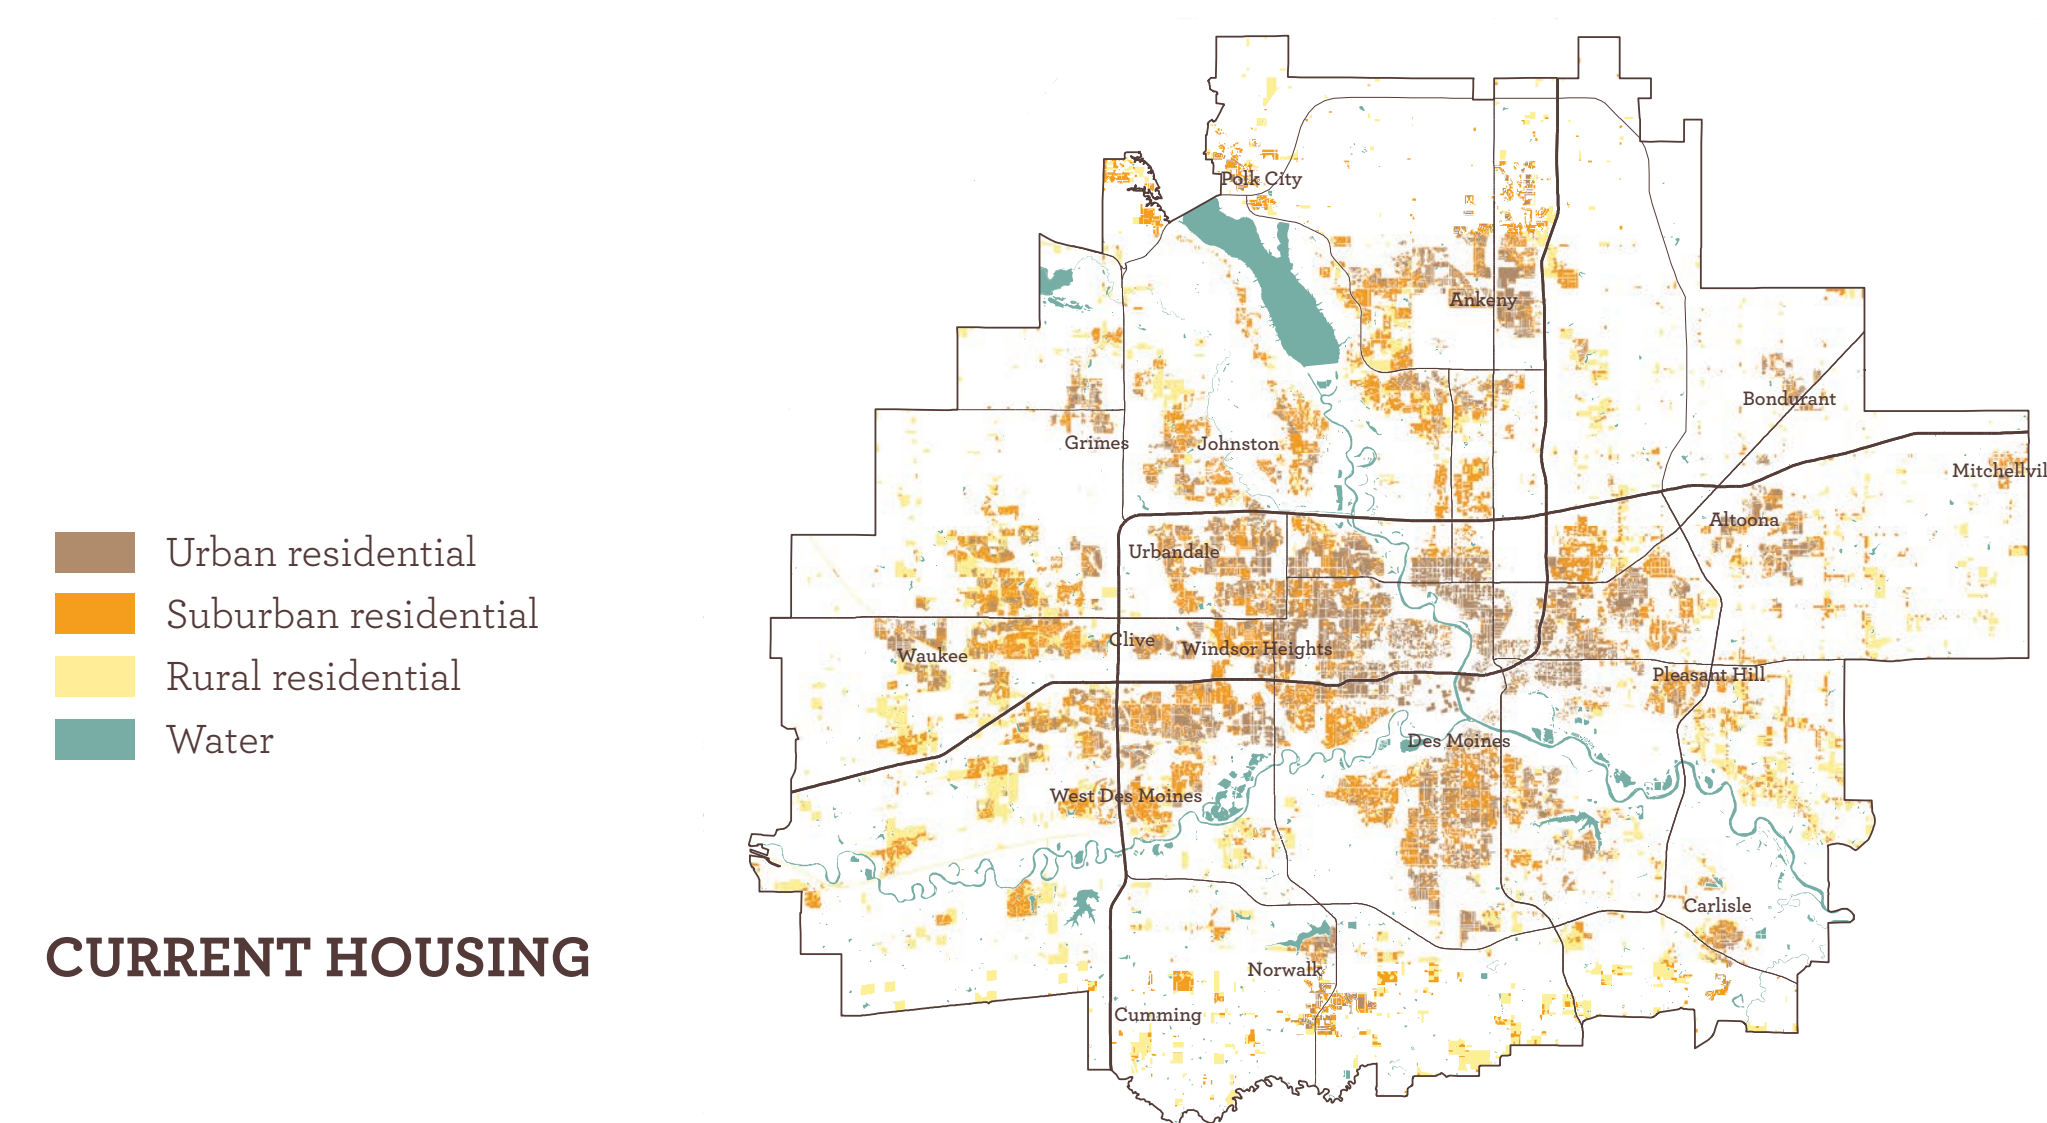 Urban residential
Suburban residential
Rural residential
Water
CURRENT HOUSING
Polk City
Ankeny
Bondurant
Grimes
Johnston
Mitchellvil
Altoona
Urbandale
Clive
Windsor Heights
Waukee
Pleasant Hill
Des Moines
West Des Moines
Carlisle
Norwalk
Cumming